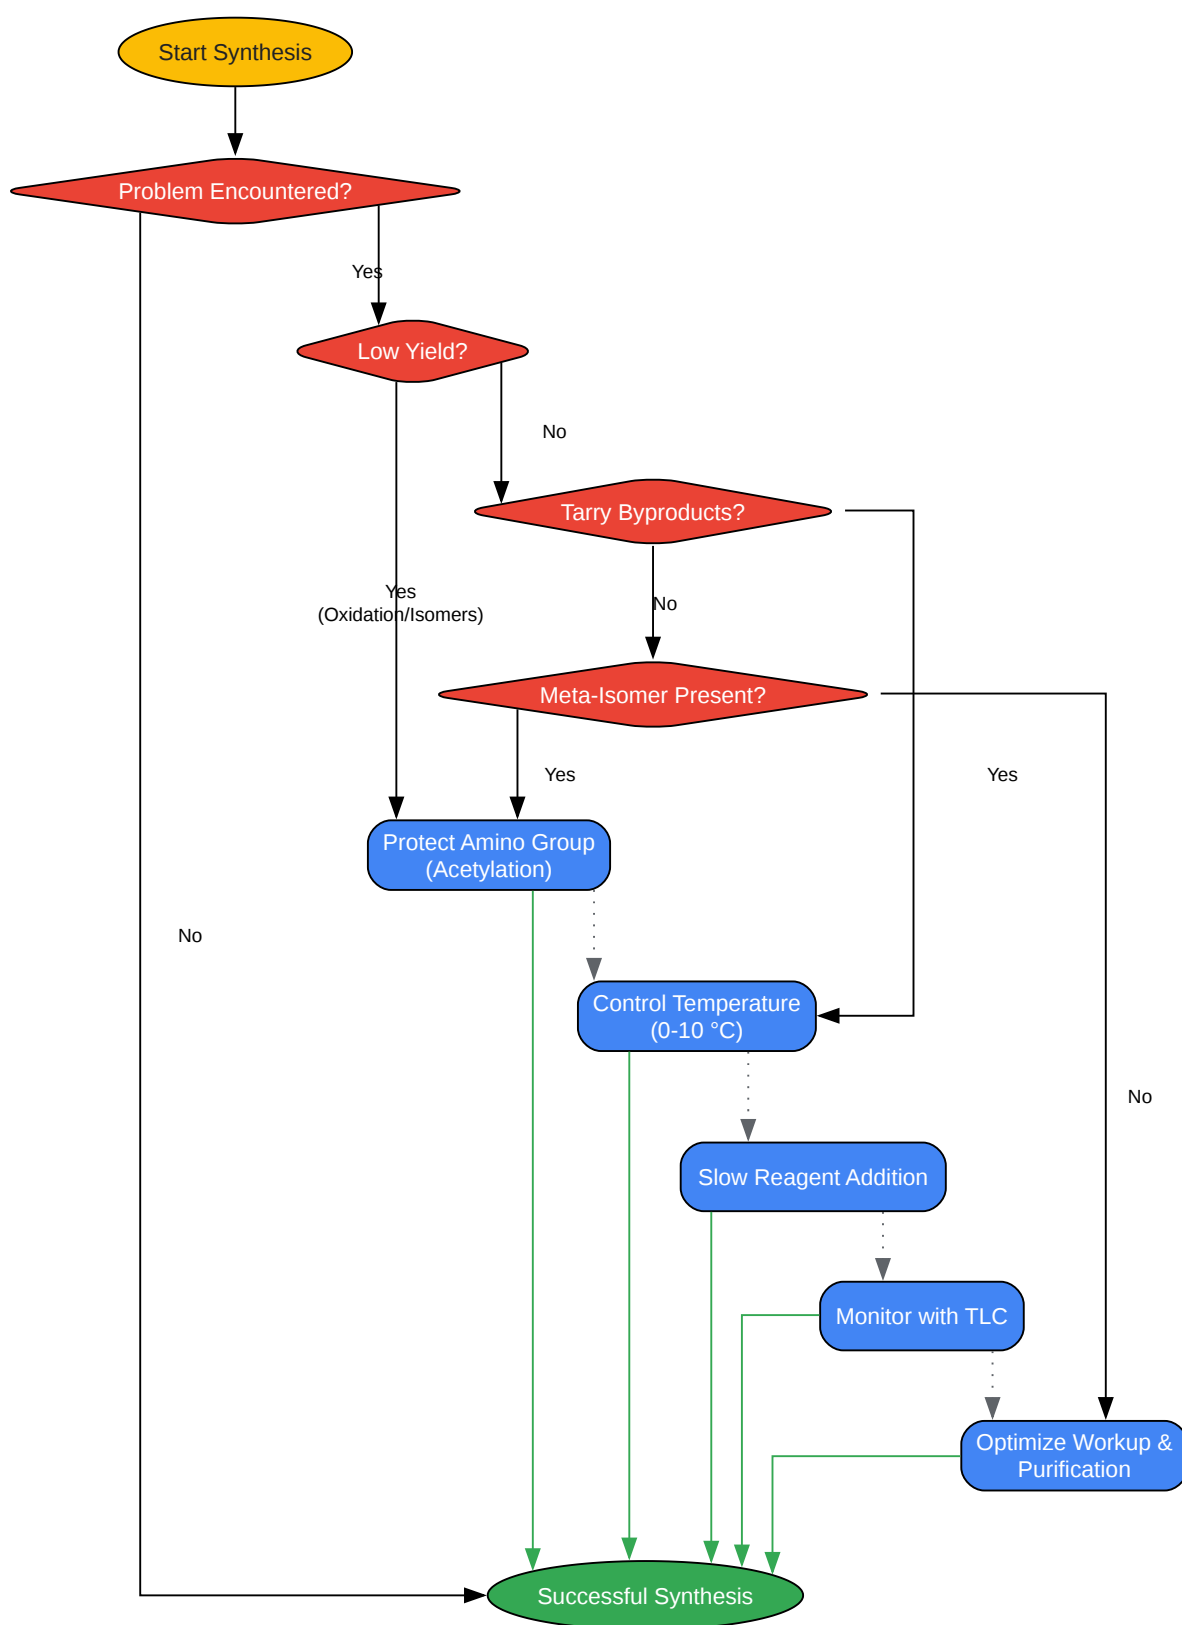 Start Synthesis
Problem Encountered?
Yes
Low Yield?
No
Tarry Byproducts?
Yes
(Oxidation/Isomers)
No
Meta-Isomer Present?
Yes
Yes
Protect Amino Group
(Acetylation)
No
Control Temperature
(0-10 °C)
No
Slow Reagent Addition
Monitor with TLC
Optimize Workup &
Purification
Successful Synthesis